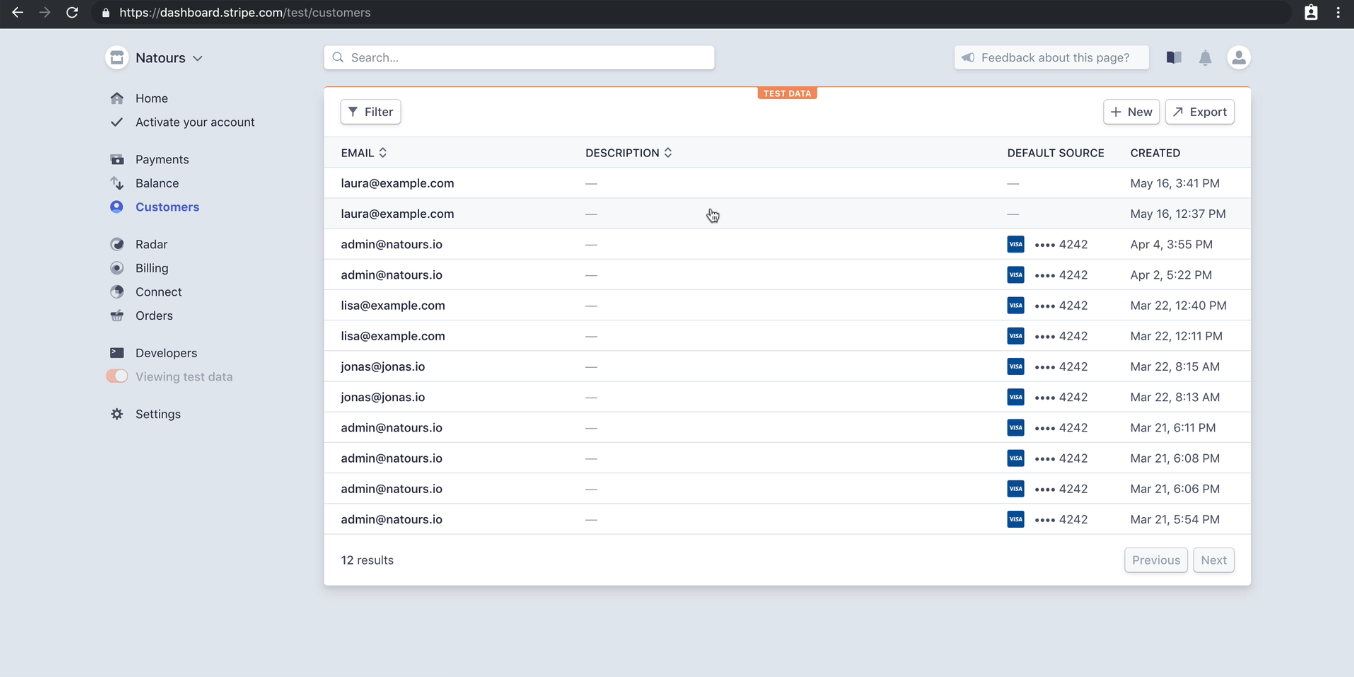 https://dashboard.stripe.com/test/customers
Natours
Search...
Feedback about this page?
Home
Activate your account
Payments
Balance
Customers
Radar
Billing
Connect
Orders
Developers
Viewing test data
Settings
TEST DATA
Filter
New
Export
EMAIL DESCRIPTION DEFAULT SOURCE CREATED
laura@example.com — — May 16, 3:41 PM
laura@example.com — — May 16, 12:37 PM
admin@natours.io — VISA •••• 4242 Apr 4, 3:55 PM
admin@natours.io — VISA •••• 4242 Apr 2, 5:22 PM
lisa@example.com — VISA •••• 4242 Mar 22, 12:40 PM
lisa@example.com — VISA •••• 4242 Mar 22, 12:11 PM
jonas@jonas.io — VISA •••• 4242 Mar 22, 8:15 AM
jonas@jonas.io — VISA •••• 4242 Mar 22, 8:13 AM
admin@natours.io — VISA •••• 4242 Mar 21, 6:11 PM
admin@natours.io — VISA •••• 4242 Mar 21, 6:08 PM
admin@natours.io — VISA •••• 4242 Mar 21, 6:06 PM
admin@natours.io — VISA •••• 4242 Mar 21, 5:54 PM
12 results
Previous
Next